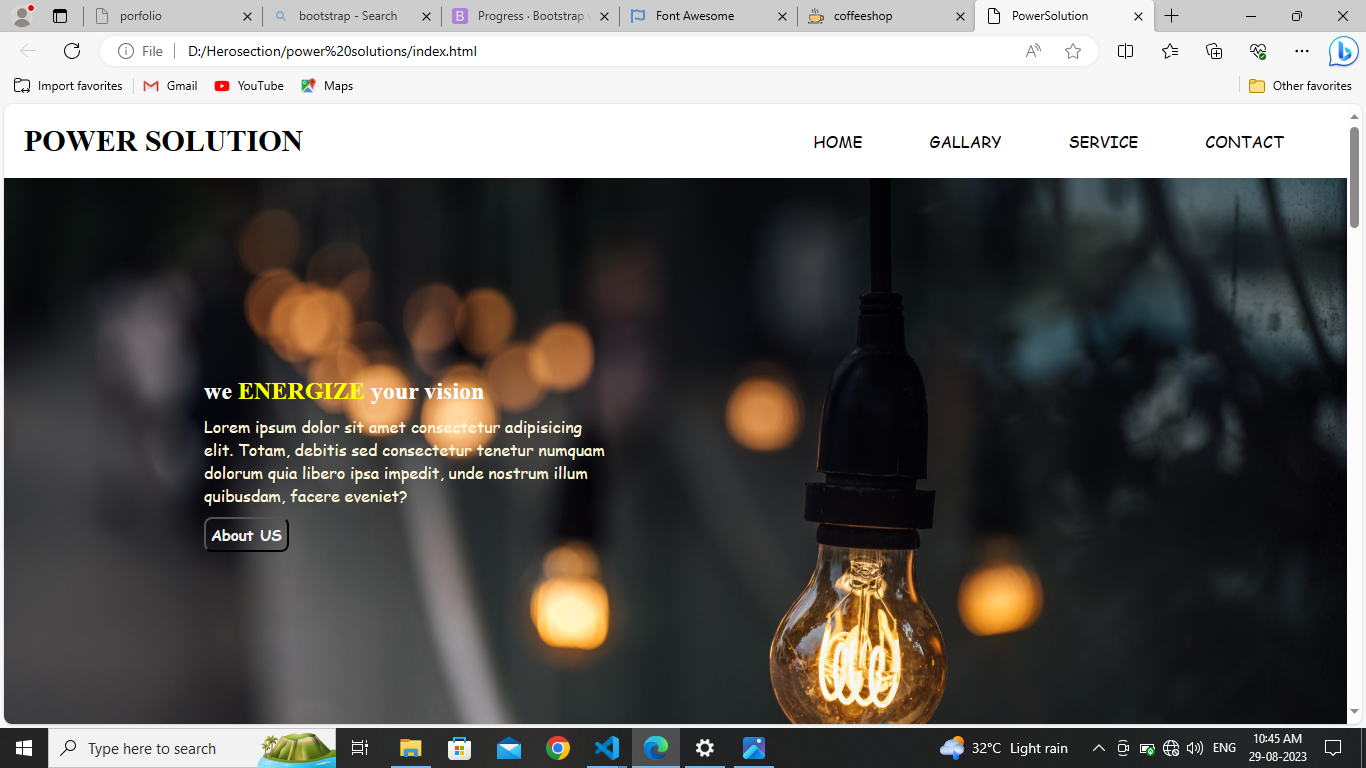 porfolio
bootstrap - Search
Progress · Bootstrap
Font Awesome
coffeeshop
PowerSolution
File
D:/Herosection/power%20solutions/index.html
Import favorites
Gmail
YouTube
Maps
Other favorites
POWER SOLUTION
HOME
GALLARY
SERVICE
CONTACT
we ENERGIZE your vision
Lorem ipsum dolor sit amet consectetur adipisicing
elit. Totam, debitis sed consectetur tenetur numquam
dolorum quia libero ipsa impedit, unde nostrum illum
quibusdam, facere eveniet?
About US
Type here to search
32°C Light rain
ENG
10:45 AM
29-08-2023